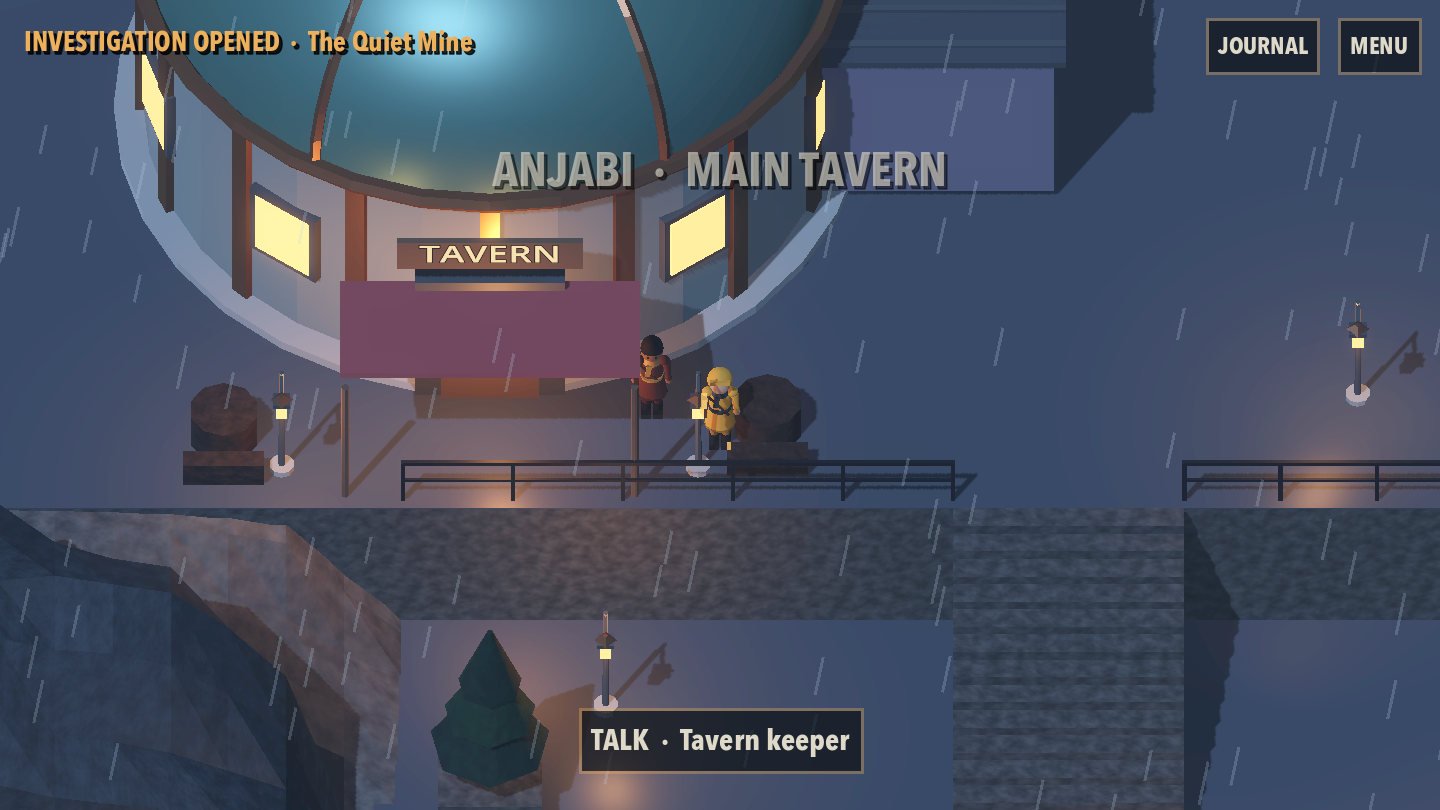 INVESTIGATION OPENED · The Quiet Mine
JOURNAL
MENU
ANJABI · MAIN TAVERN
TAVERN
TALK · Tavern keeper